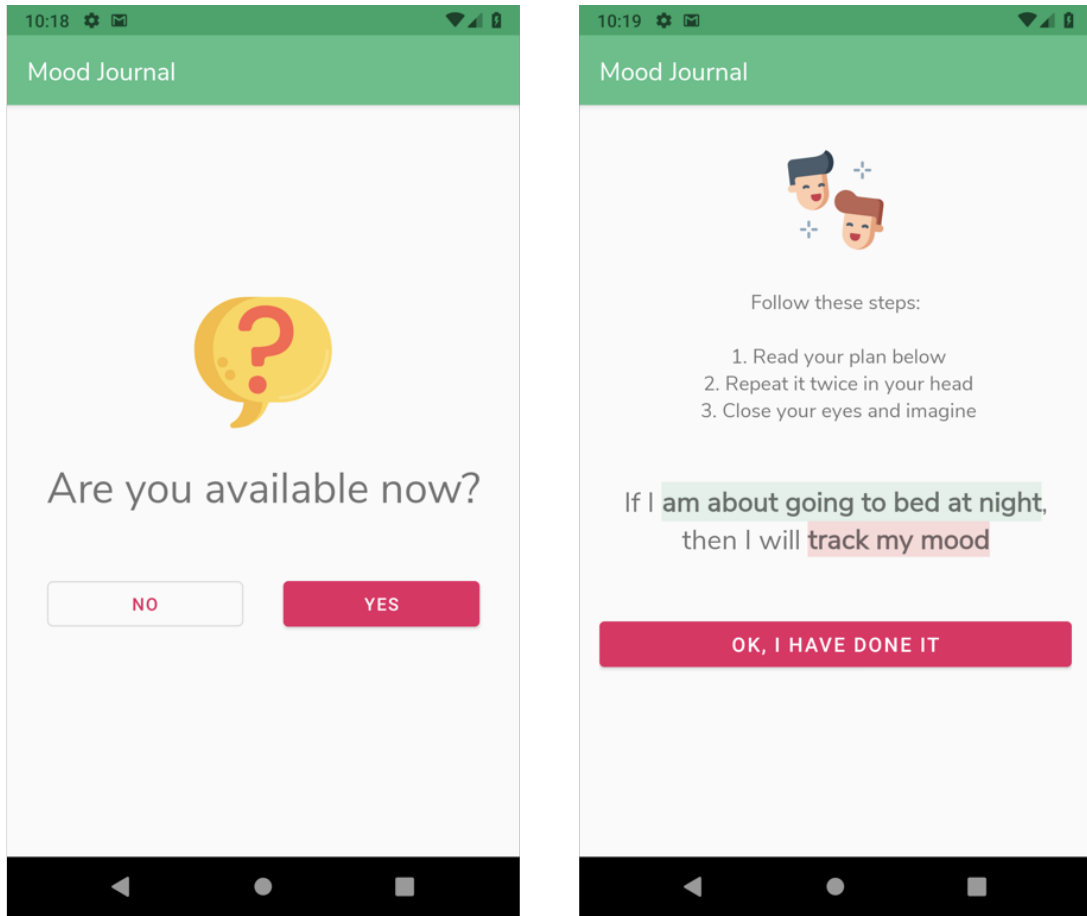 10:18
Mood Journal
?
Are you available now?
NO
YES
10:19
Mood Journal
Follow these steps:
1. Read your plan below
2. Repeat it twice in your head
3. Close your eyes and imagine
If I am about going to bed at night,
then I will track my mood
OK, I HAVE DONE IT